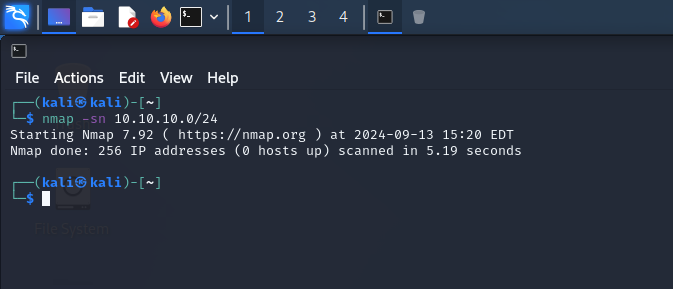 1 2 3 4
File Actions Edit View Help
┌──(kali㉿kali)-[~]
└─$ nmap -sn 10.10.10.0/24
Starting Nmap 7.92 ( https://nmap.org ) at 2024-09-13 15:20 EDT
Nmap done: 256 IP addresses (0 hosts up) scanned in 5.19 seconds
┌──(kali㉿kali)-[~]
└─$
File System